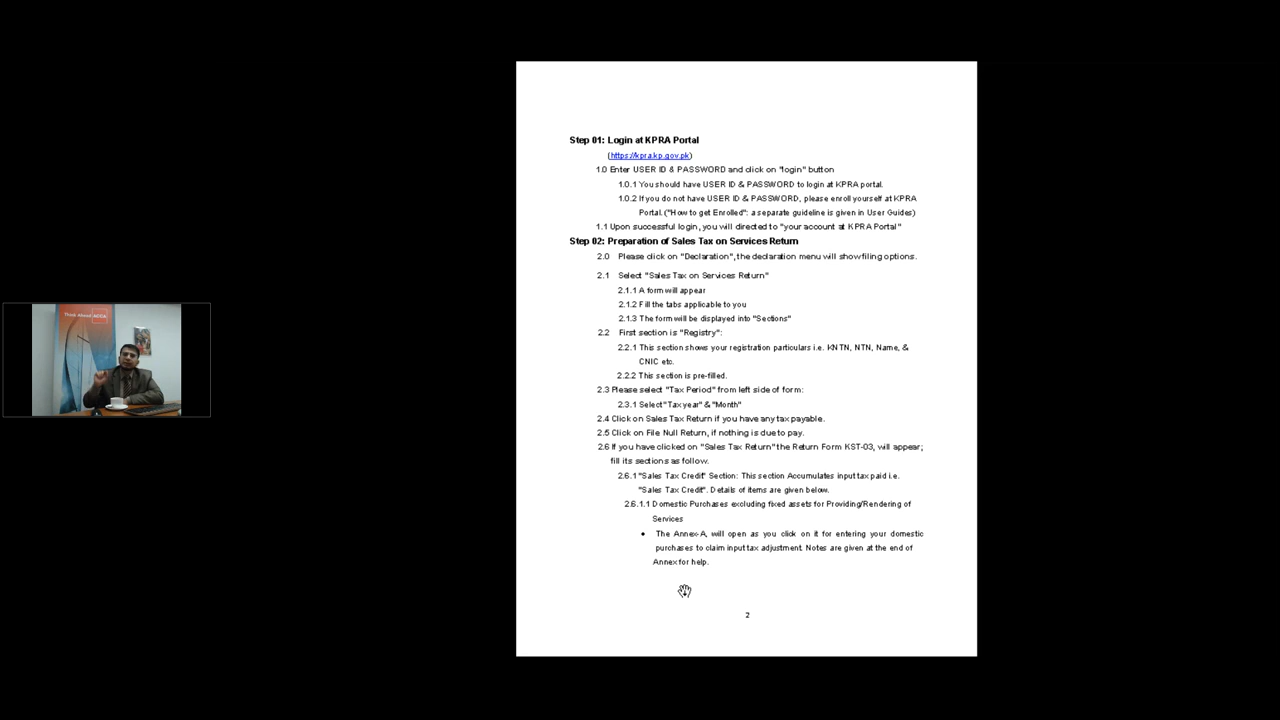 Think Ahead ACCA
Step 01: Login at KPRA Portal
(https://kpra.kp.gov.pk)
1.0 Enter USER ID & PASSWORD and click on "login" button
1.0.1 You should have USER ID & PASSWORD to login at KPRA portal.
1.0.2 If you do not have USER ID & PASSWORD, please enroll yourself at KPRA
Portal. ("How to get Enrolled": a separate guideline is given in User Guides)
1.1 Upon successful login, you will directed to "your account at KPRA Portal"
Step 02: Preparation of Sales Tax on Services Return
2.0 Please click on "Declaration", the declaration menu will show filing options.
2.1 Select "Sales Tax on Services Return"
2.1.1 A form will appear
2.1.2 Fill the tabs applicable to you
2.1.3 The form will be displayed into "Sections"
2.2 First section is "Registry":
2.2.1 This section shows your registration particulars i.e. KNTN, NTN, Name, &
CNIC etc.
2.2.2 This section is pre-filled.
2.3 Please select "Tax Period" from left side of form:
2.3.1 Select "Tax year" & "Month"
2.4 Click on Sales Tax Return if you have any tax payable.
2.5 Click on File Null Return, if nothing is due to pay.
2.6 If you have clicked on "Sales Tax Return" the Return Form KST-03, will appear;
fill its sections as follow.
2.6.1 "Sales Tax Credit" Section: This section Accumulates input tax paid i.e.
"Sales Tax Credit". Details of items are given below.
2.6.1.1 Domestic Purchases excluding fixed assets for Providing/Rendering of
Services
• The Annex-A, will open as you click on it for entering your domestic
purchases to claim input tax adjustment. Notes are given at the end of
Annex for help.
2